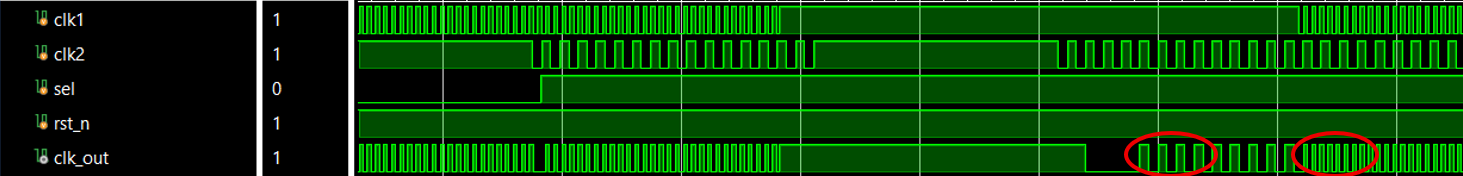 clk1 1
clk2 1
sel 0
rst_n 1
clk_out 1